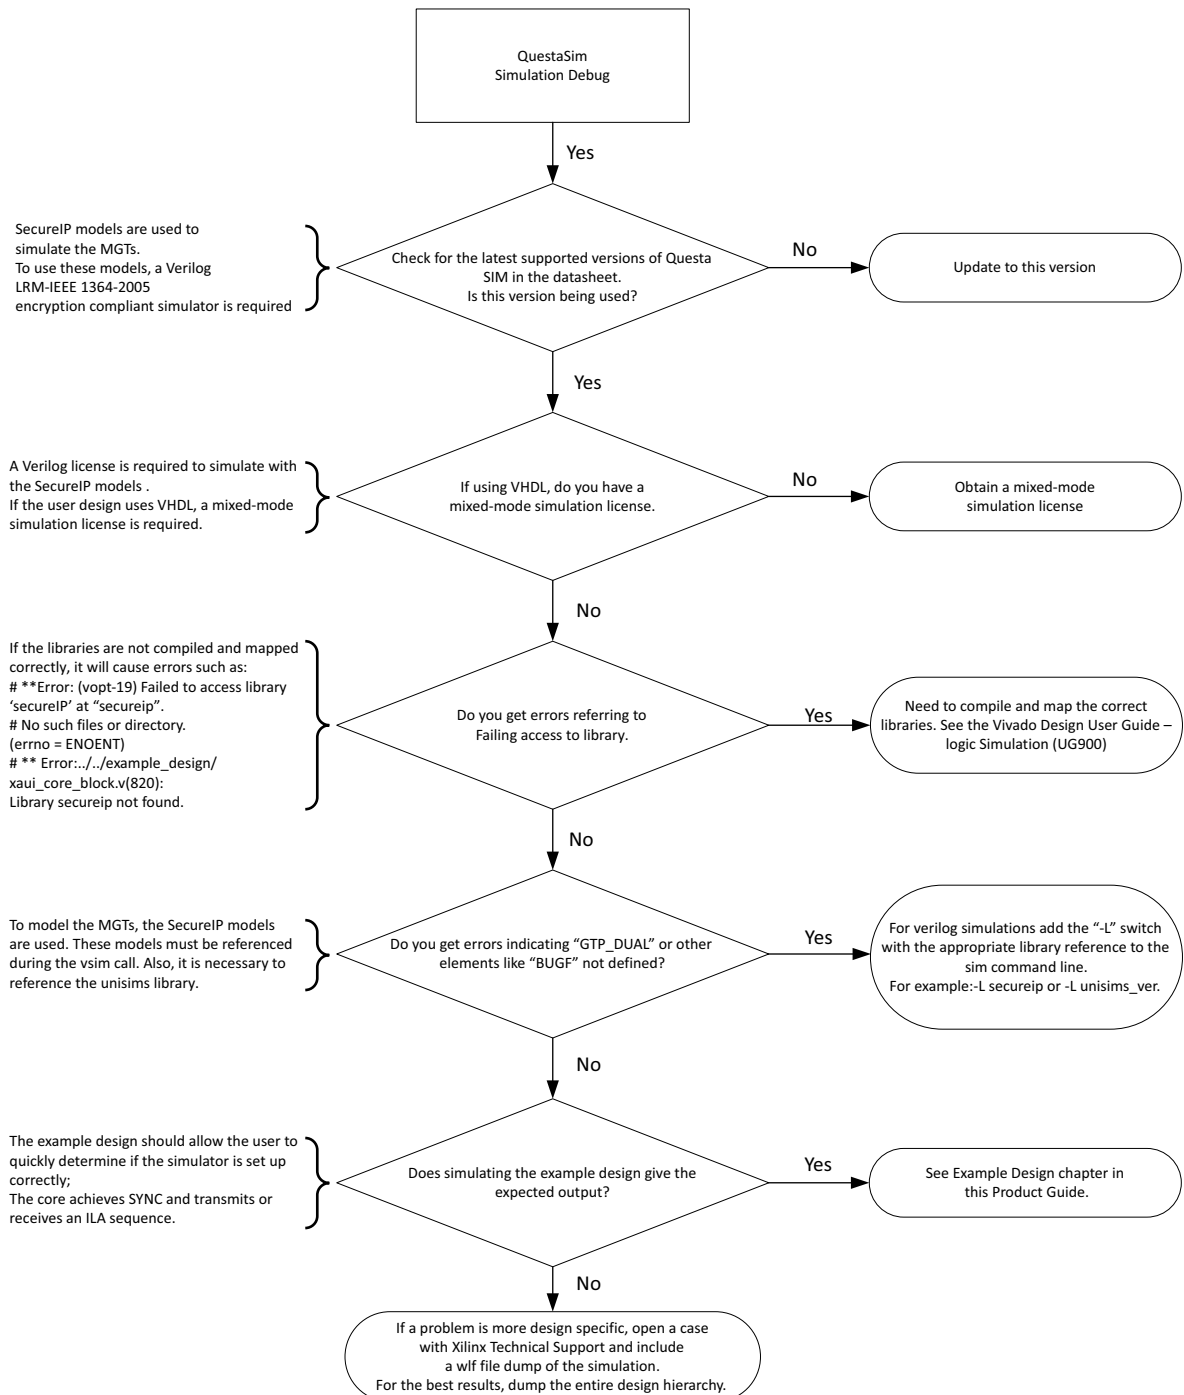 QuestaSim
Simulation Debug
Yes
SecureIP models are used to
simulate the MGTs.
To use these models, a Verilog
LRM-IEEE 1364-2005
encryption compliant simulator is required
Check for the latest supported versions of Questa
SIM in the datasheet.
Is this version being used?
No
Update to this version
Yes
A Verilog license is required to simulate with
the SecureIP models .
If the user design uses VHDL, a mixed-mode
simulation license is required.
If using VHDL, do you have a
mixed-mode simulation license.
No
Obtain a mixed-mode
simulation license
No
If the libraries are not compiled and mapped
correctly, it will cause errors such as:
# **Error: (vopt-19) Failed to access library
‘secureIP’ at “secureip”.
# No such files or directory.
(errno = ENOENT)
# ** Error:../../example_design/
xaui_core_block.v(820):
Library secureip not found.
Do you get errors referring to
Failing access to library.
Yes
Need to compile and map the correct
libraries. See the Vivado Design User Guide –
logic Simulation (UG900)
No
To model the MGTs, the SecureIP models
are used. These models must be referenced
during the vsim call. Also, it is necessary to
reference the unisims library.
Do you get errors indicating “GTP_DUAL” or other
elements like “BUGF” not defined?
Yes
For verilog simulations add the “-L” switch
with the appropriate library reference to the
sim command line.
For example:-L secureip or -L unisims_ver.
No
The example design should allow the user to
quickly determine if the simulator is set up
correctly;
The core achieves SYNC and transmits or
receives an ILA sequence.
Does simulating the example design give the
expected output?
Yes
See Example Design chapter in
this Product Guide.
No
If a problem is more design specific, open a case
with Xilinx Technical Support and include
a wlf file dump of the simulation.
For the best results, dump the entire design hierarchy.